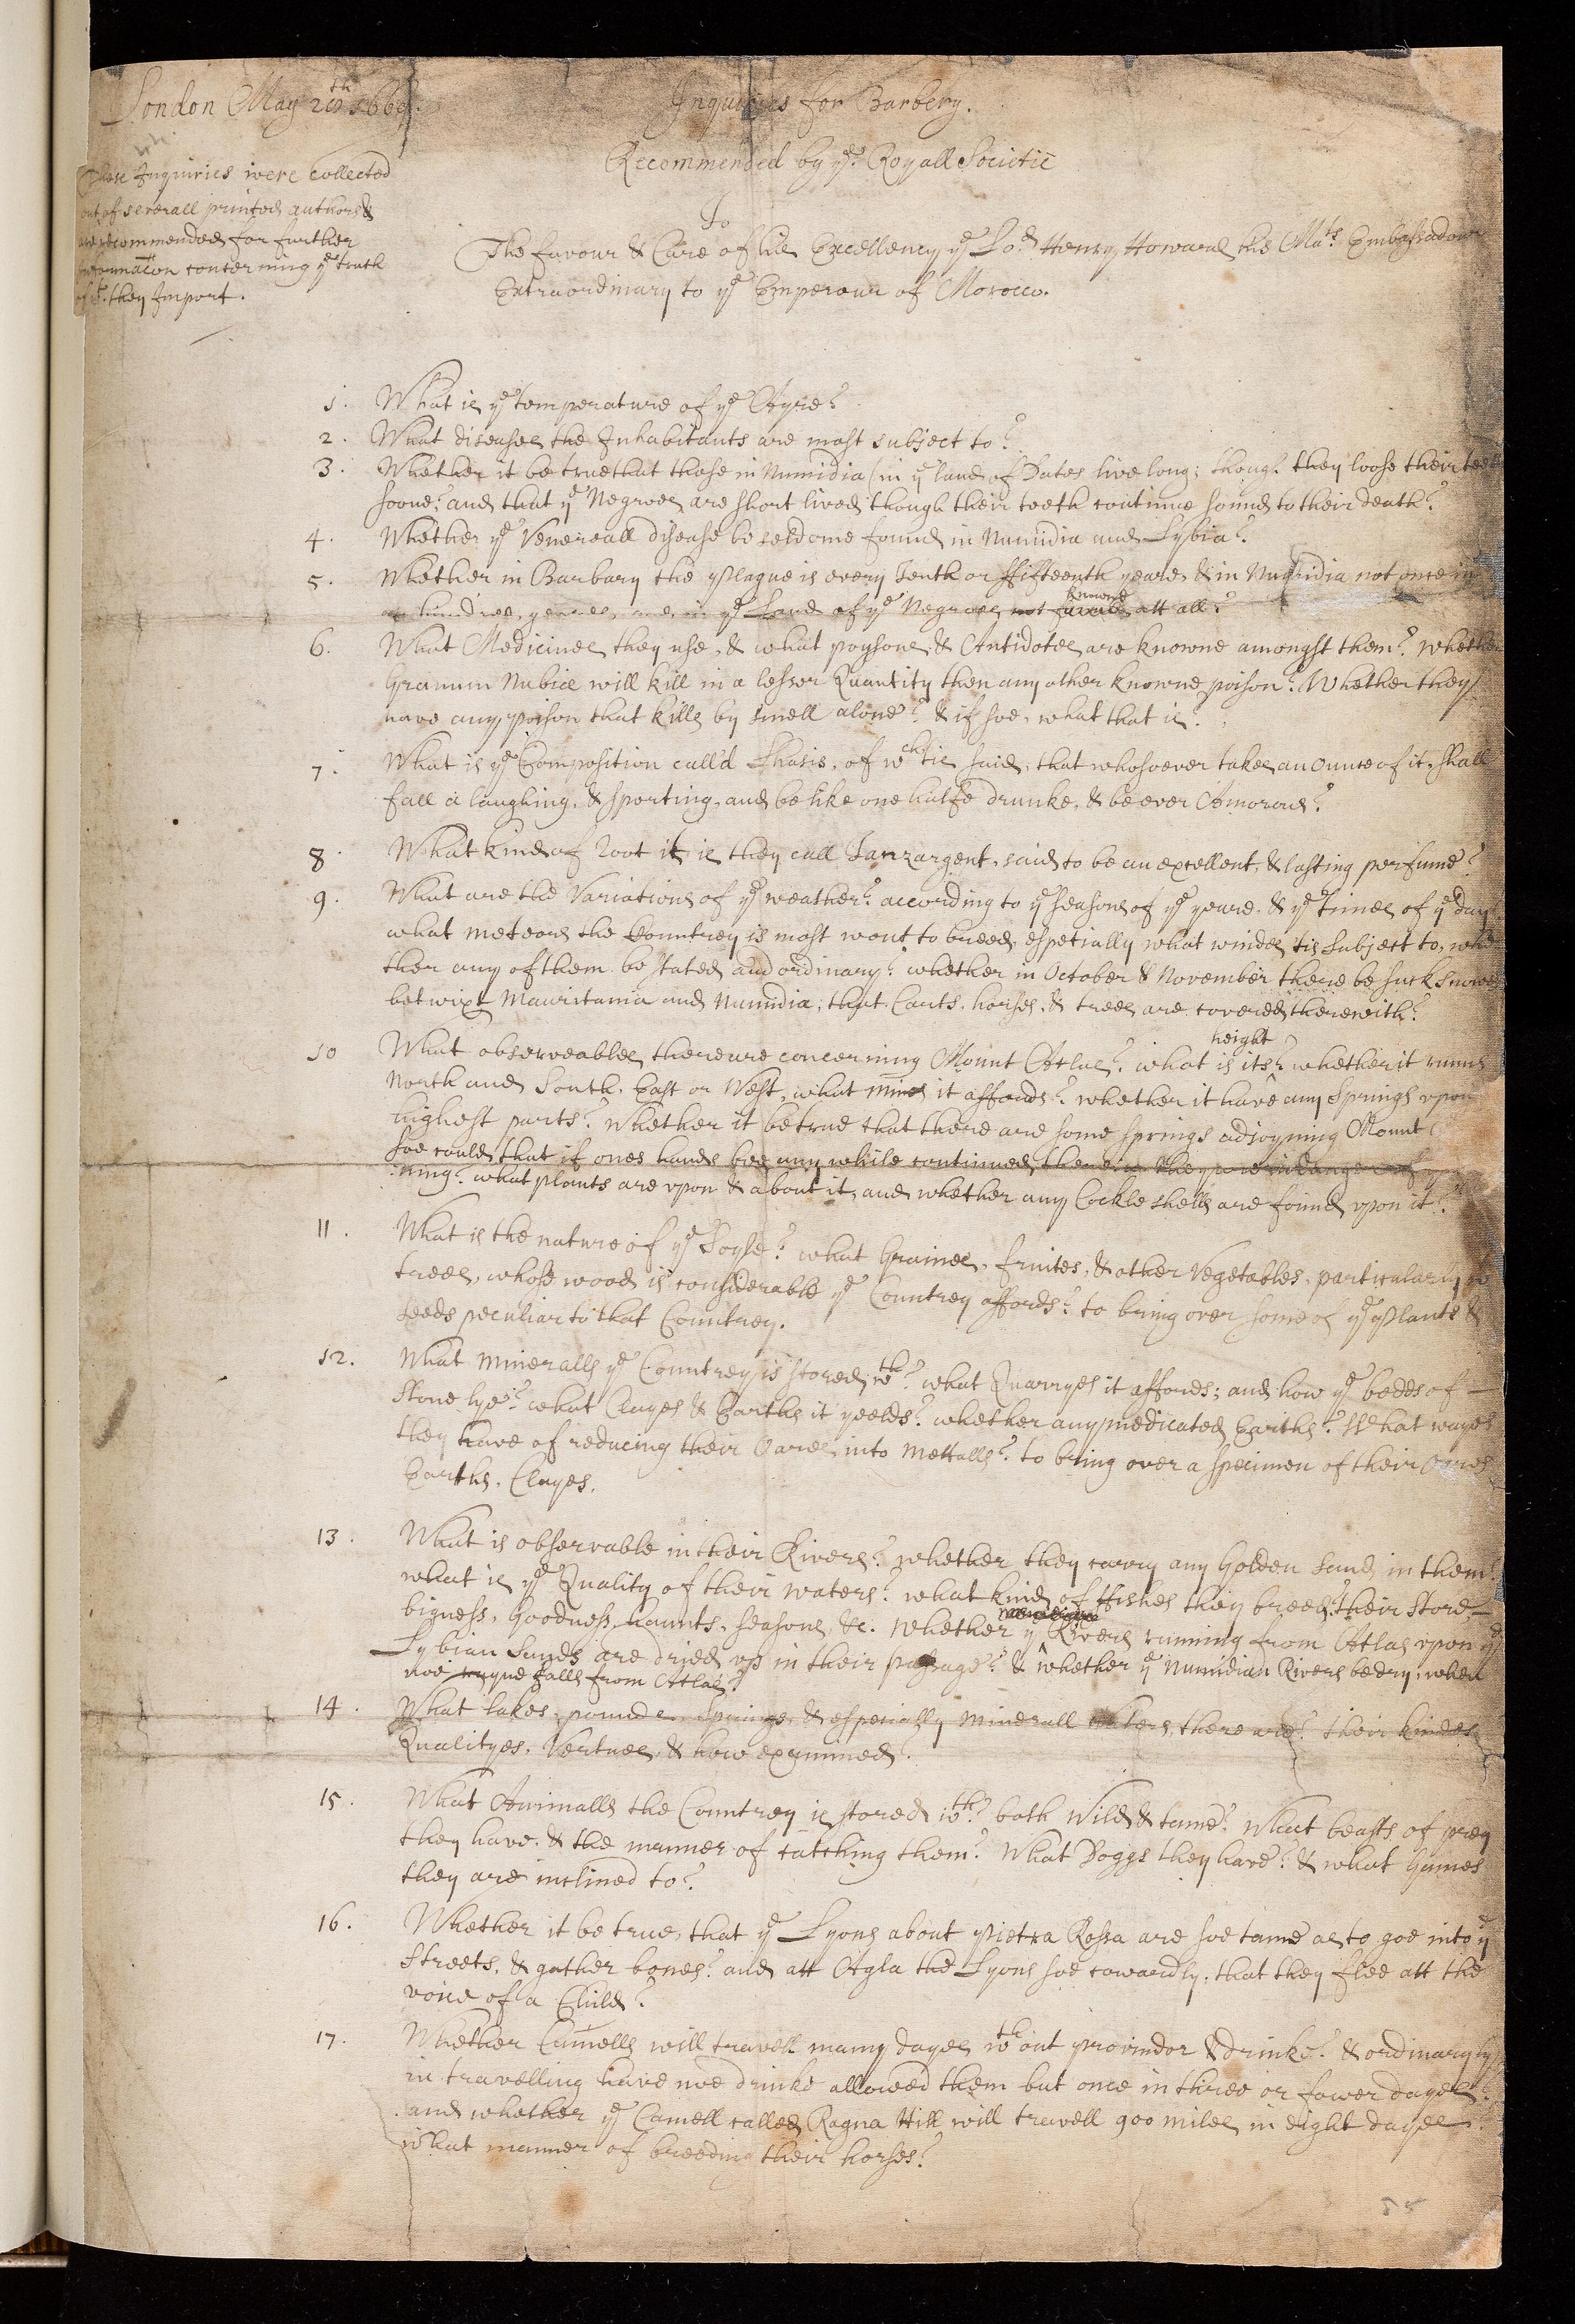 London May 20th 1669.
Inquiries for Barbery.
Recommended by ye Royall Societie
To
The favour & Care of his Excellency ye Lod Henry Howard the Mats Embassadour
Extraordinary to ye Emperour of Morocco.
These Inquiries were collected
out of severall printed authors &
are recommended for further
Informacon concerning ye truth
of wt they Import.
1. What is ye temperature of ye Ayre?
2. What diseases the Inhabitants are most subject to?
3. Whether it be true that those in Numidia (in ye land of Dates live long; though they loose their teeth
soone; and that ye Negroes are short lived though their teeth continue sound to their death?
4. Whether ye Venereall disease be seldome found in Numidia and Lybia?
5. Whether in Barbary the plague is every Tenth or ffifteenth yeare, & in Numidia not once in
an hundred yeares, and in ye Land of ye Negroes not knowne att all?
6. What Medicines they use, & what poysons & Antidotes are knowne amongst them? Whether
Granum Nubiæ will kill in a lesser Quantity then any other knowne poison? Whether they
have any poison that kills by smell alone? & if soe, what that is?
7. What is ye Composition call'd Lhasis, of wch tis said, that whosoever takes an ounce of it, shall
fall a laughing, & sporting, and be like one halfe drunke, & be ever Amorous?
8. What kind of root it is they call Tanzargent, said to be an excellent, & lasting perfume?
9. What are the Variations of ye weather? according to ye seasons of ye yeare, & ye times of ye day
what meteors the Countrey is most wont to breed, espetially what windes tis subject to, whe
ther any of them be stated and ordinary? whether in October & November there be such snowes
betwixt Mauritania and Numidia, that Carts, horses, & trees are covered therewith?
10 What observeables there are concerning Mount Atlas? what is its height? whether it runns
North and South, East or West, what mines it affords? whether it have any Springs upon
highest parts? Whether it be true that there are some springs adjoyning Mount
soe could that if ones hands bee any while continued therein they are in danger of
ning? what plants are upon & about it, and whether any Cockle shells are found upon it?
11. What is the nature of ye Soyle? what Graines, fruites, & other Vegetables, particularly
trees, whose wood is considerable ye Countrey affords? to bring over some of ye plants &
seeds peculiar to that Countrey.
12. What Mineralls ye Countrey is stored wth? what Quarryes it affords; and how ye bedds of
stone lye? what Clayes & Earths it yeelds? whether any medicated Earths? What wayes
they have of reducing their Oares into Mettalls? to bring over a specimen of their Oares
Earths, Clayes.
13. What is observable in their Rivers? whether they carry any Golden Sand in them?
what is ye Quality of their waters? what kind of ffishes they breed? their store,
bigness, goodness, haunts, seasons, &c. Whether ye Rivers running from Atlas upon ye
Lybian Sands are dried up in their passage? & whether ye Numidian Rivers be dry, when
noe rayne falls from Atlas?
14. What lakes, pounds, Springs, & especially Minerall waters there are? their kindes
Qualityes, Vertues, & how examined?
15. What Animalls the Countrey is stored wth? both Wild & tame? What beasts of prey
they have, & the manner of catching them? What Doggs they have? & what Games
they are inclined to?
16. Whether it be true, that ye Lyons about Pietra Rossa are soe tame as to goe into ye
streets, & gather bones? and att Agla the Lyons soe cowardly, that they flee att the
voice of a Child?
17. Whether Camells will travell many dayes wthout provinder & drinke? & ordinaryly
in travelling have noe drinke allowed them but once in three or fower dayes?
and whether ye Camell called Ragna Hill will travell 900 miles in eight dayes
what manner of breeding their horses?